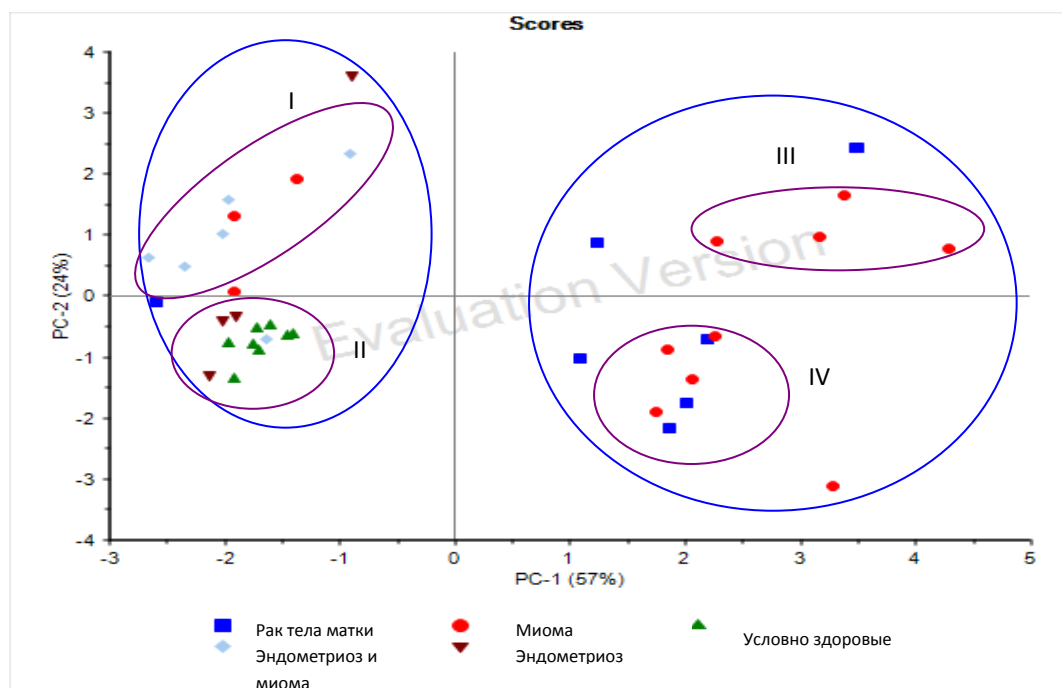 Scores
4
3
2
1
0
-1
-2
-3
-4
PC-2 (24%)
I
II
III
IV
Evaluation Version
-3 -2 -1 0 1 2 3 4 5
PC-1 (57%)
Рак тела матки
Миома
Условно здоровые
Эндометриоз и
миома
Эндометриоз